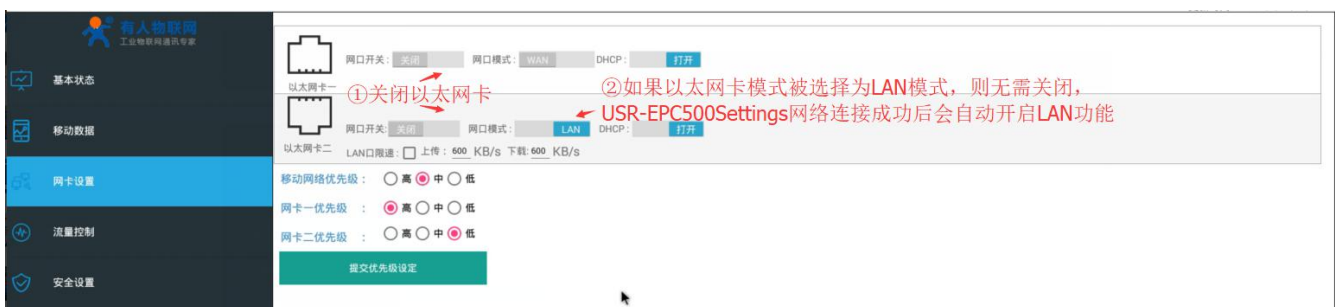 有人物联网
工业物联网通讯专家
基本状态
移动数据
网卡设置
流量控制
安全设置
网口开关: 关闭 网口模式: WAN DHCP: 打开
以太网卡一
①关闭以太网卡
②如果以太网卡模式被选择为LAN模式，则无需关闭，
USR-EPC500Settings网络连接成功后会自动开启LAN功能
网口开关: 关闭 网口模式: LAN DHCP: 打开
以太网卡二
LAN口限速: 上传: 600 KB/s 下载: 600 KB/s
移动网络优先级: 高 中 低
网卡一优先级 : 高 中 低
网卡二优先级 : 高 中 低
提交优先级设定